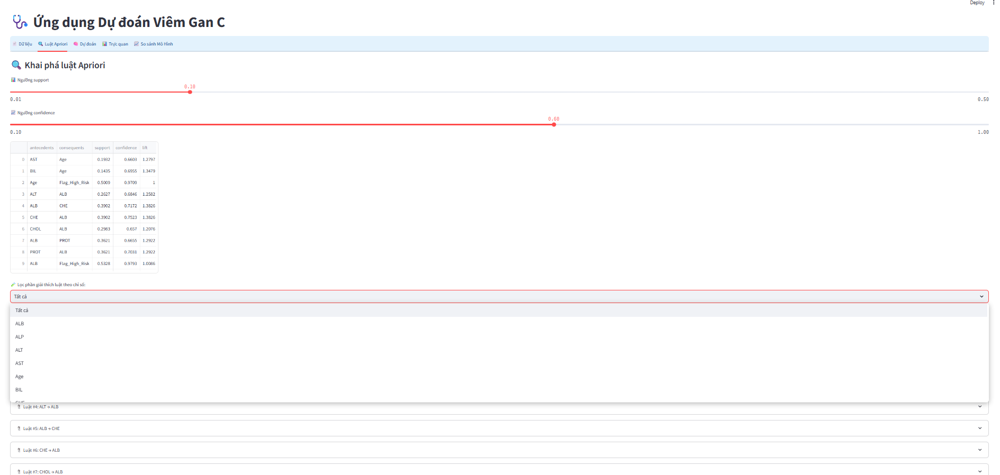 Deploy
Ứng dụng Dự đoán Viêm Gan C
Dữ liệu Luật Apriori Dự đoán Trực quan So sánh Mô Hình
Khai phá luật Apriori
Ngưỡng support
0.10
0.01 0.50
Ngưỡng confidence
0.60
0.10 1.00
antecedents consequents support confidence lift
0 AST Age 0.1932 0.6603 1.2797
1 BIL Age 0.1435 0.6955 1.3479
2 Age Flag_High_Risk 0.5009 0.9709 1
3 ALT ALB 0.2627 0.6846 1.2582
4 ALB CHE 0.3902 0.7172 1.3826
5 CHE ALB 0.3902 0.7523 1.3826
6 CHOL ALB 0.2983 0.657 1.2076
7 ALB PROT 0.3621 0.6655 1.2922
8 PROT ALB 0.3621 0.7031 1.2922
9 ALB Flag_High_Risk 0.5328 0.9793 1.0086
Lọc phần giải thích luật theo chỉ số:
Tất cả
Tất cả
ALB
ALP
ALT
AST
Age
BIL
CHE
Luật #4: ALT → ALB
Luật #5: ALB → CHE
Luật #6: CHE → ALB
Luật #7: CHOL → ALB